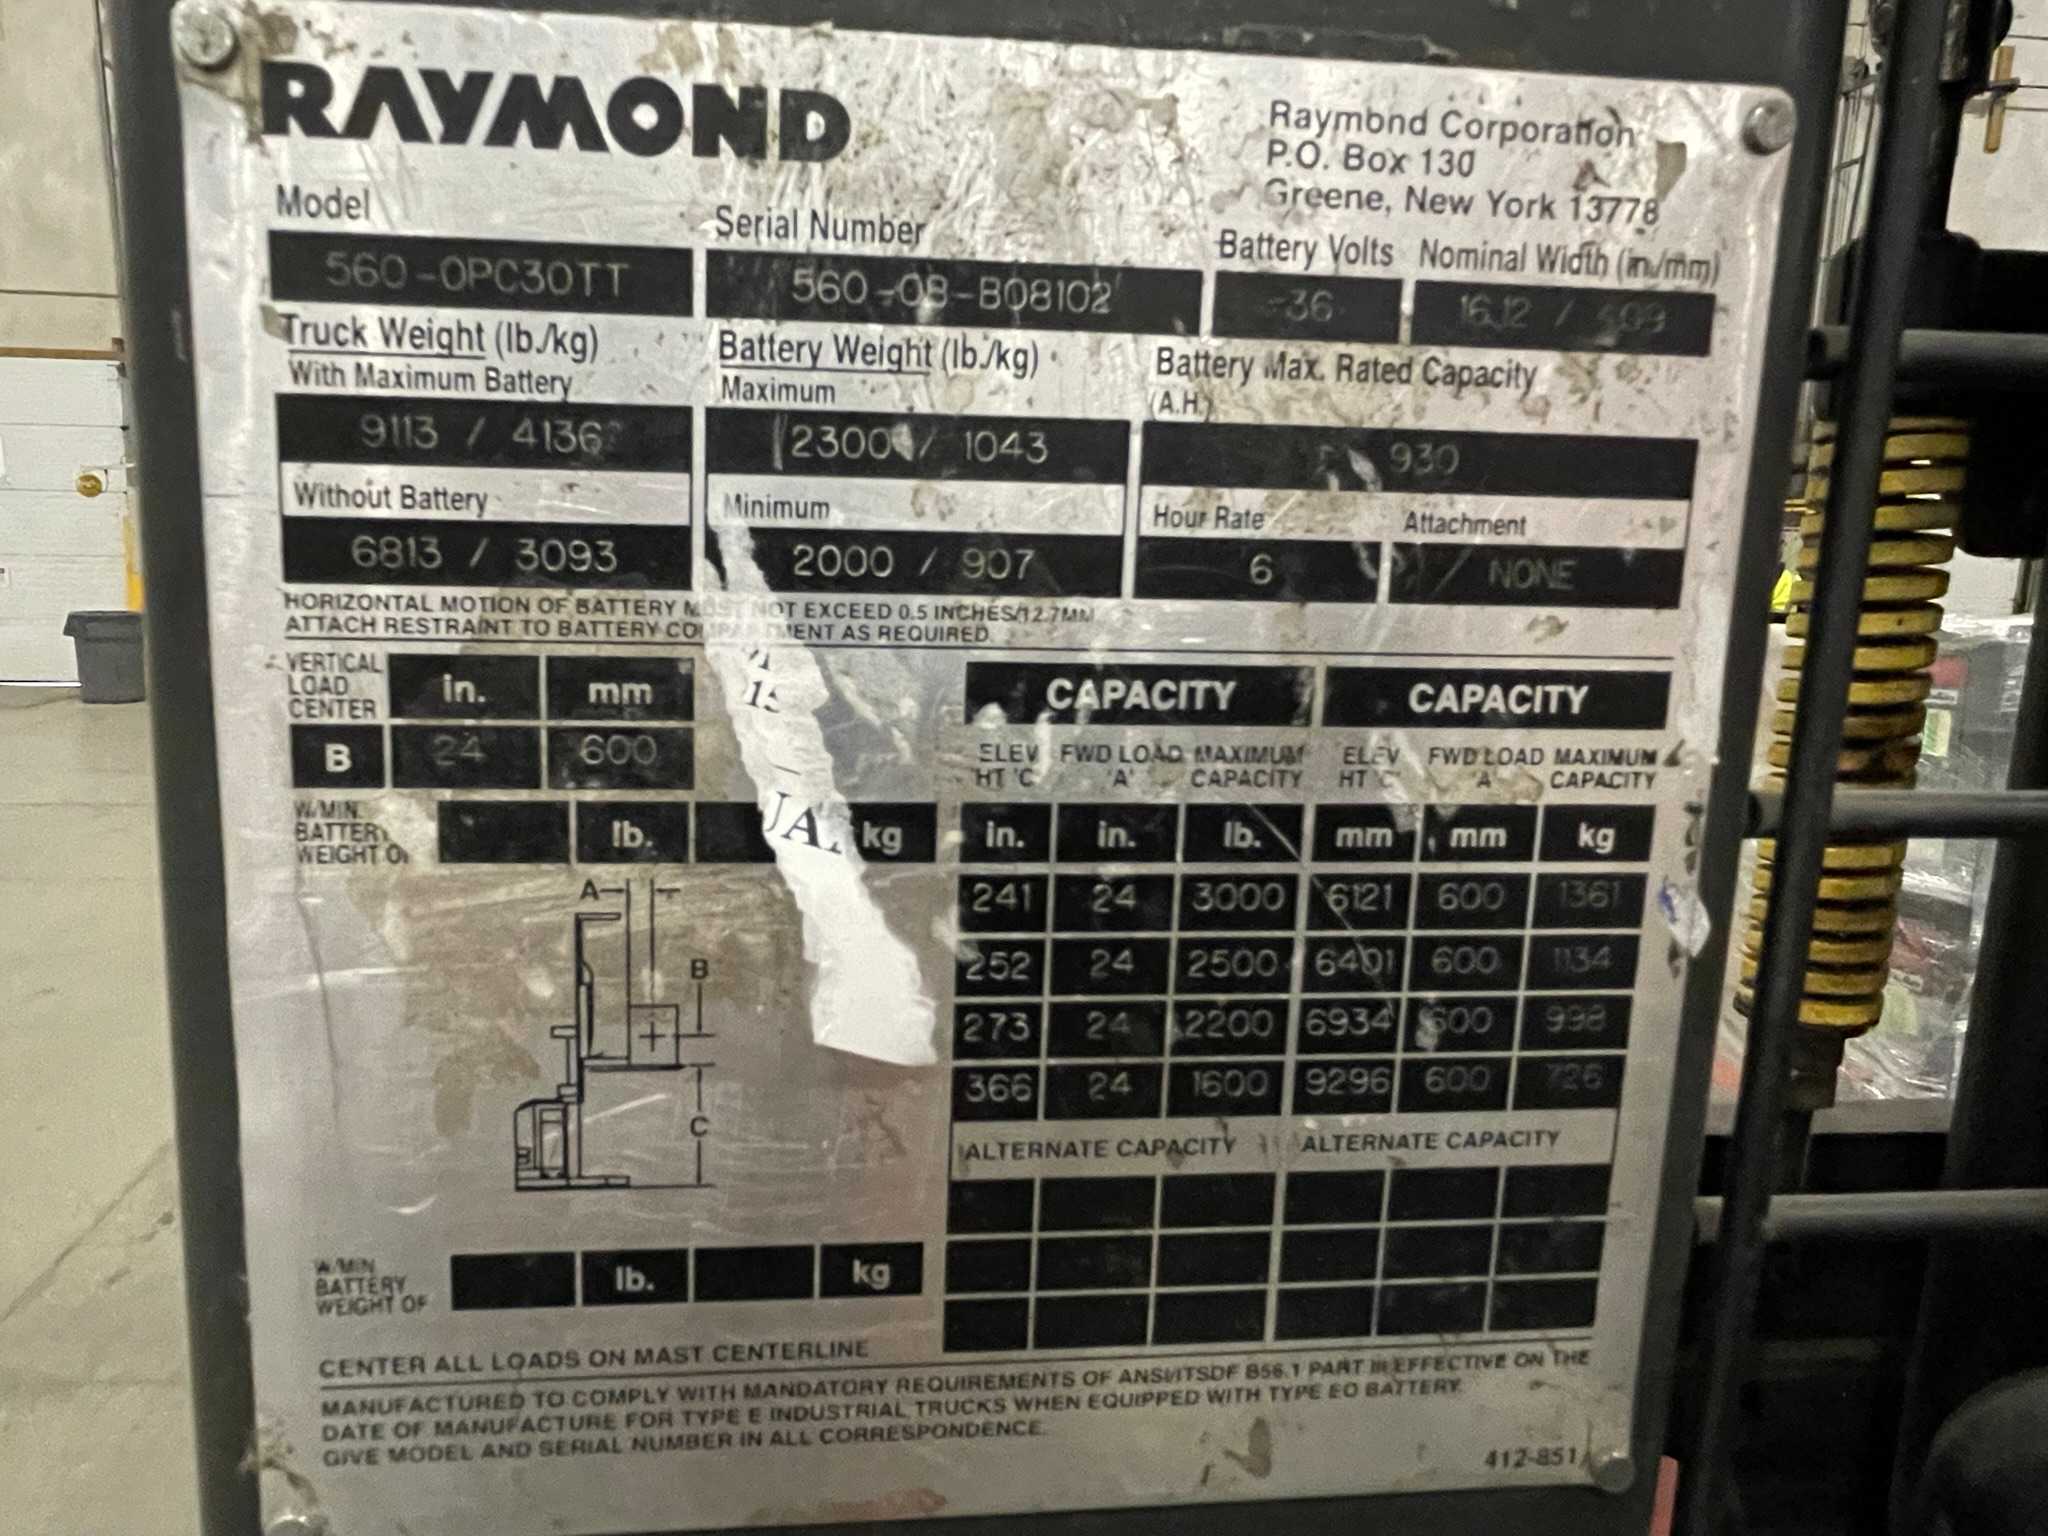 RAYMOND
Raymond Corporation
P.O. Box 130
Greene, New York 13778
Model
Serial Number
Battery Volts
Nominal Width (in/mm)
560-OPC30TT
560-08-B08102
36
16.12 / 409
Truck Weight (lb./kg)
Battery Weight (lb./kg)
Battery Max. Rated Capacity
With Maximum Battery
Maximum
(A.H.)
9113 / 4136
2300 / 1043
930
Without Battery
Minimum
Hour Rate
Attachment
6813 / 3093
2000 / 907
6
NONE
HORIZONTAL MOTION OF BATTERY MUST NOT EXCEED 0.5 INCHES/12.7MM
ATTACH RESTRAINT TO BATTERY COMPARTMENT AS REQUIRED
VERTICAL
LOAD
CENTER
in.
mm
B
24
600
15
W/MIN.
BATTERY
WEIGHT OF
lb.
kg
JA
A
B
C
CAPACITY
CAPACITY
ELEV HT 'C'
FWD LOAD 'A'
MAXIMUM CAPACITY
ELEV HT 'C'
FWD LOAD 'A'
MAXIMUM CAPACITY
in. in. lb. mm mm kg
241 24 3000 6121 600 1361
252 24 2500 6401 600 1134
273 24 2200 6934 600 998
366 24 1600 9296 600 726
ALTERNATE CAPACITY
ALTERNATE CAPACITY
W/MIN
BATTERY
WEIGHT OF
lb.
kg
CENTER ALL LOADS ON MAST CENTERLINE
MANUFACTURED TO COMPLY WITH MANDATORY REQUIREMENTS OF ANSI/ITSDF B56.1 PART III EFFECTIVE ON THE
DATE OF MANUFACTURE FOR TYPE E INDUSTRIAL TRUCKS WHEN EQUIPPED WITH TYPE EO BATTERY.
GIVE MODEL AND SERIAL NUMBER IN ALL CORRESPONDENCE.
412-851